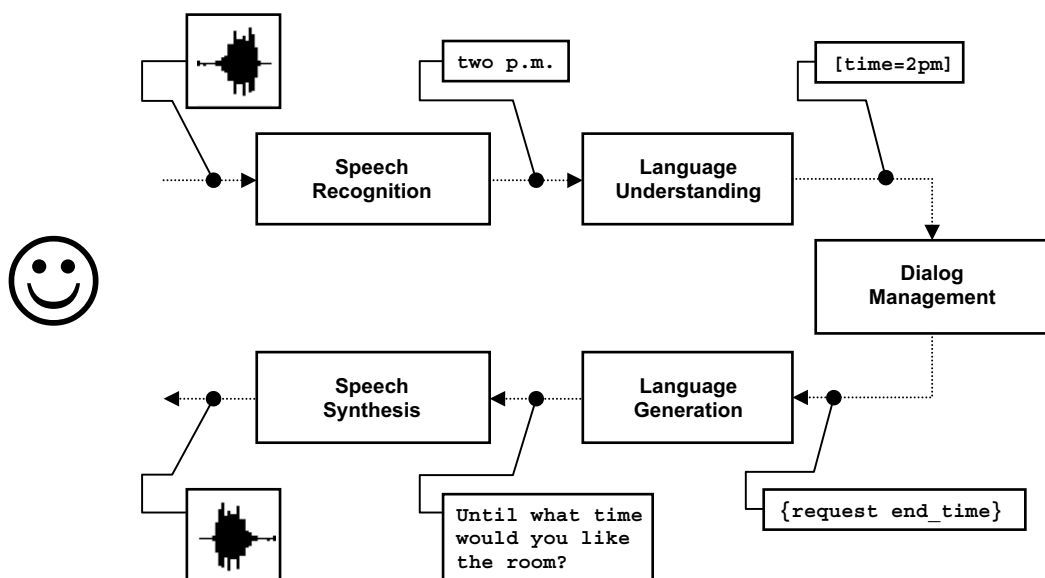 two p.m.
[time=2pm]
Speech
Recognition
Language
Understanding
Dialog
Management
Speech
Synthesis
Language
Generation
Until what time
would you like
the room?
{request end_time}